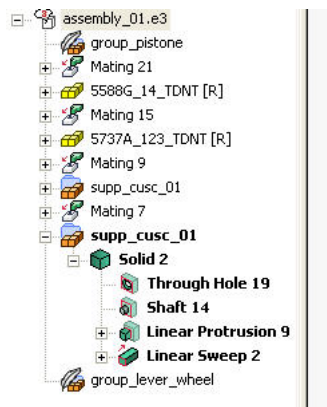 assembly_01.e3
group_pistone
Mating 21
5588G_14_TDNT [R]
Mating 15
5737A_123_TDNT [R]
Mating 9
supp_cusc_01
Mating 7
supp_cusc_01
Solid 2
Through Hole 19
Shaft 14
Linear Protrusion 9
Linear Sweep 2
group_lever_wheel